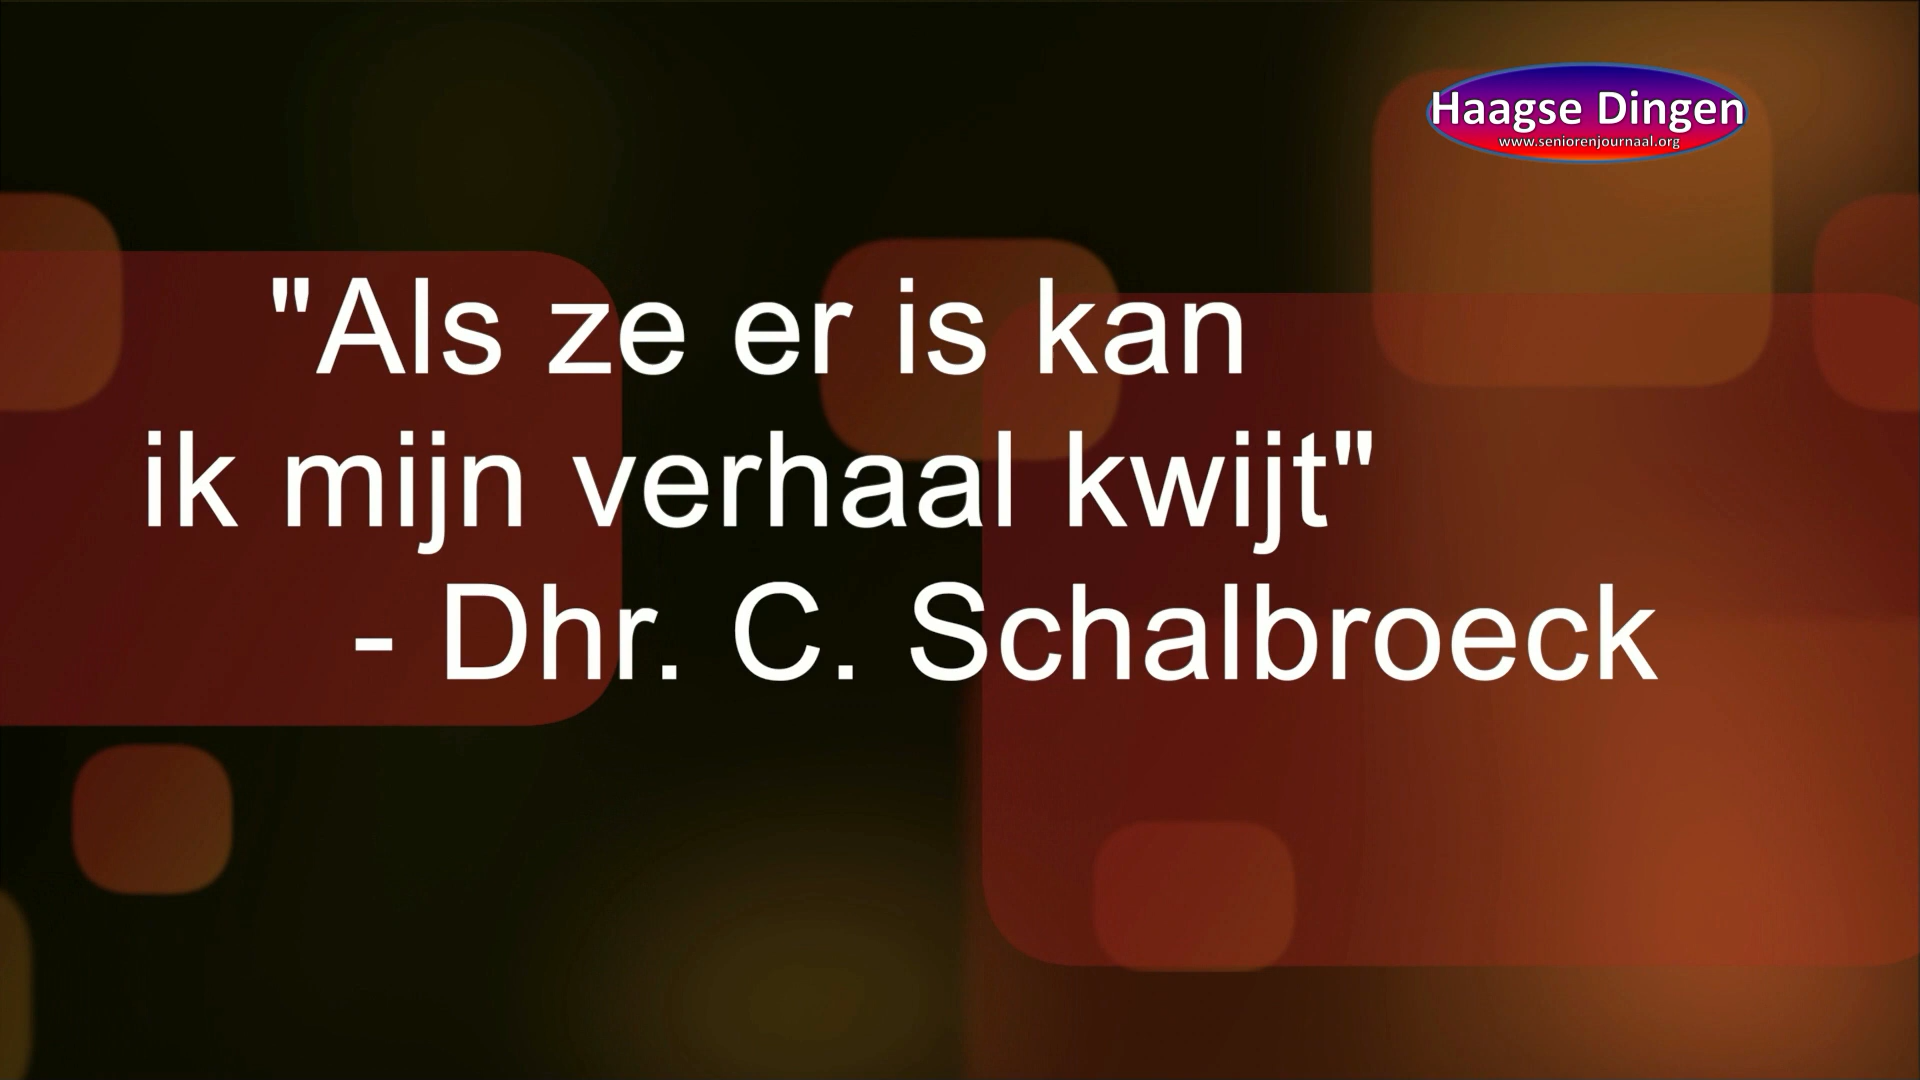 Haagse Dingen
www.seniorenjournaal.org
"Als ze er is kan
ik mijn verhaal kwijt"
- Dhr. C. Schalbroeck